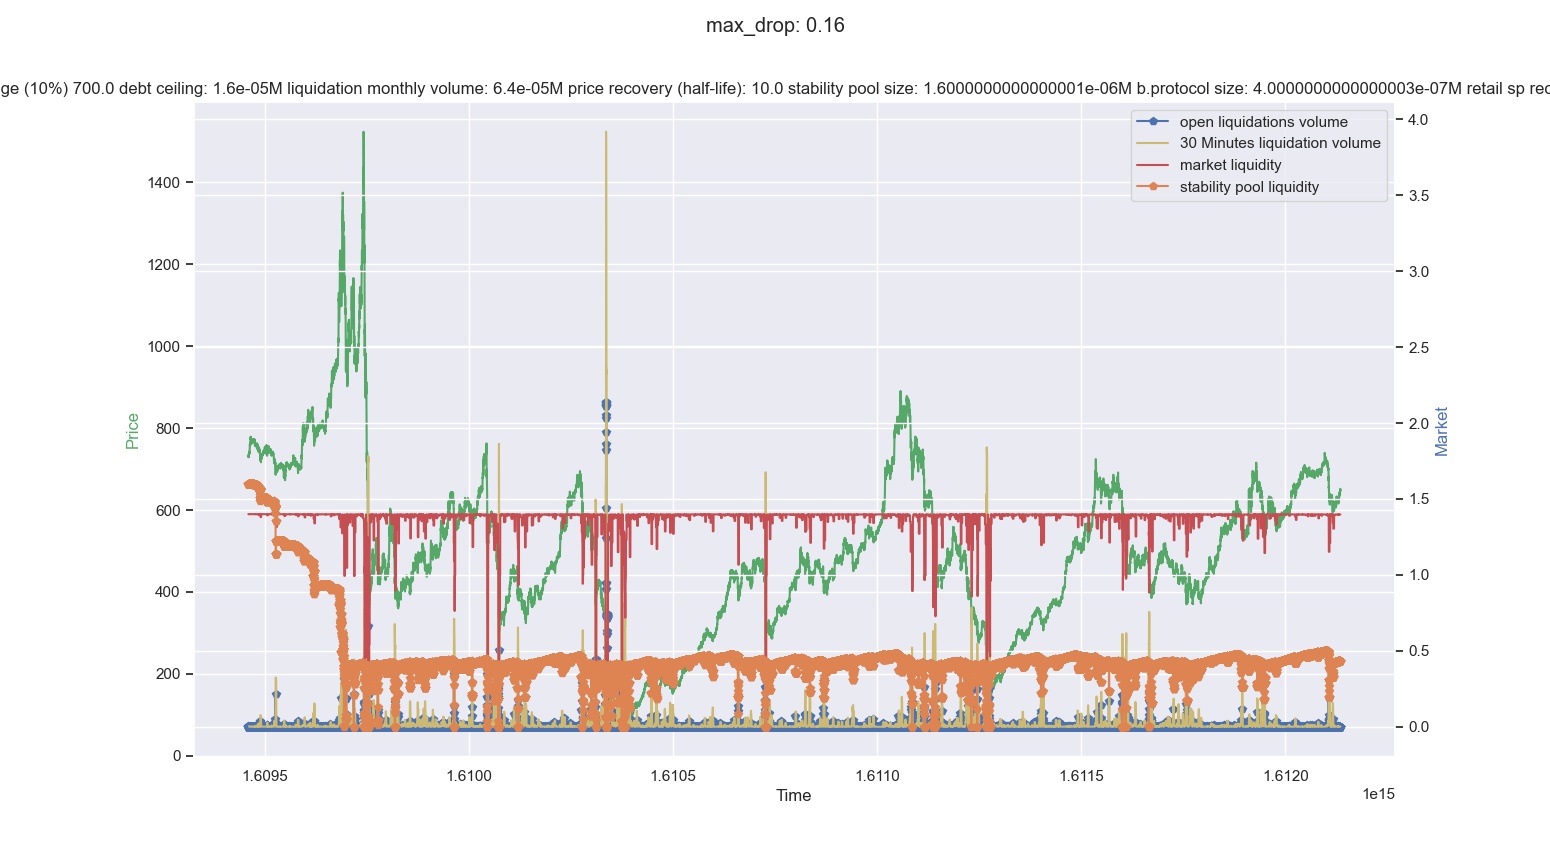 max_drop: 0.16
ge (10%) 700.0 debt ceiling: 1.6e-05M liquidation monthly volume: 6.4e-05M price recovery (half-life): 10.0 stability pool size: 1.6000000000000001e-06M b.protocol size: 4.0000000000000003e-07M retail sp rec
open liquidations volume
30 Minutes liquidation volume
market liquidity
stability pool liquidity
1400
1200
1000
800
600
400
200
0
Price
4.0
3.5
3.0
2.5
2.0
1.5
1.0
0.5
0.0
Market
1.6095
1.6100
1.6105
1.6110
1.6115
1.6120
Time
1e15